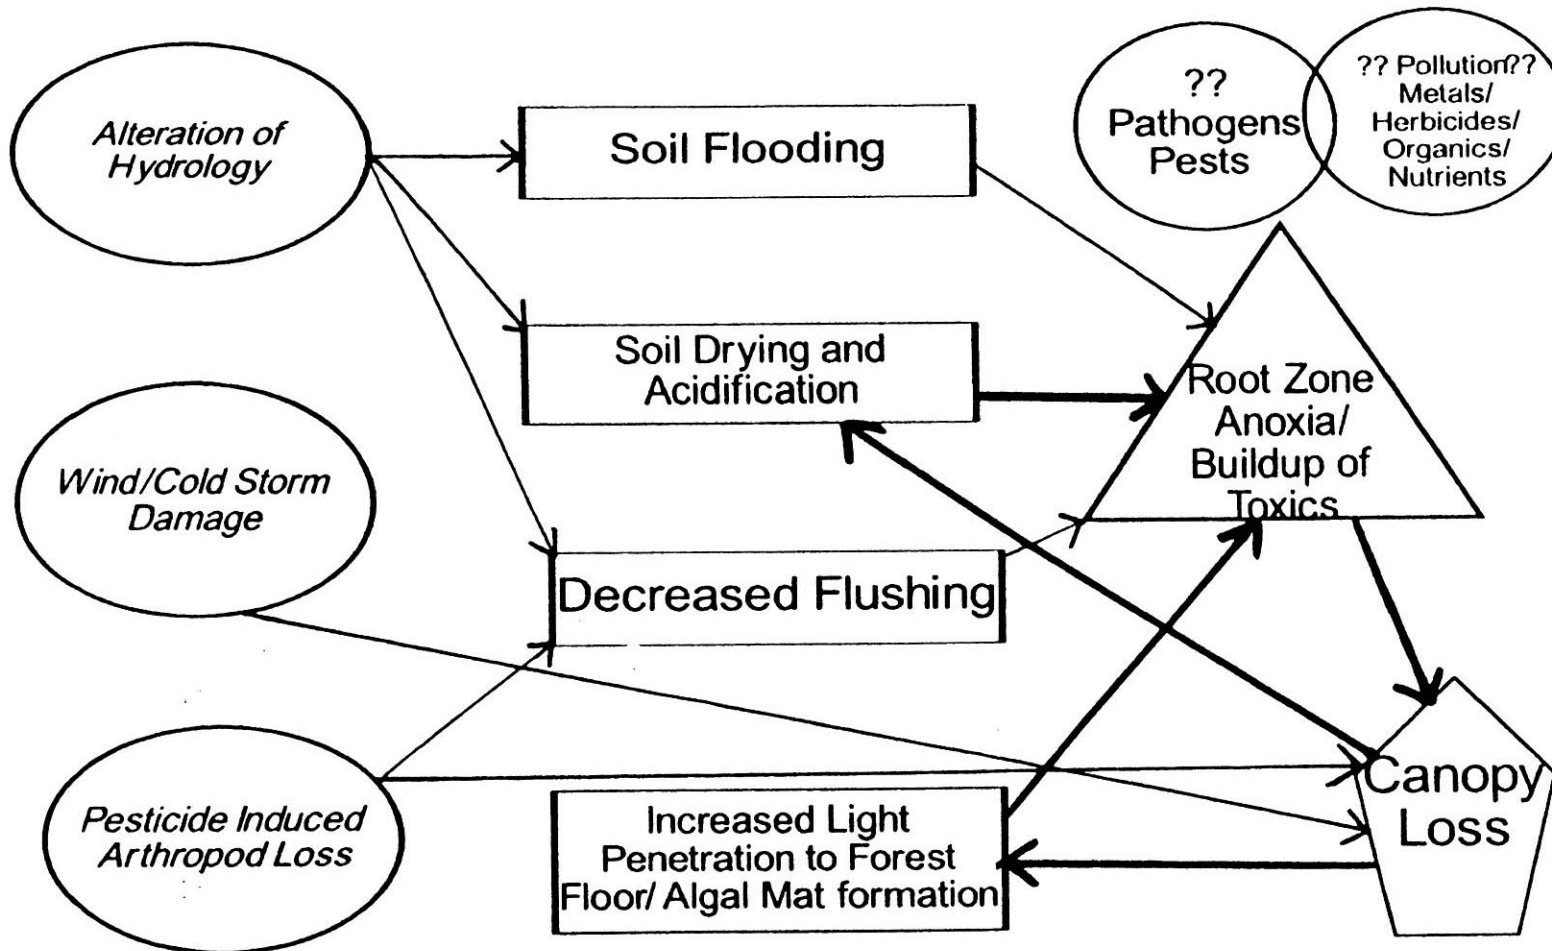 Alteration of
Hydrology
Soil Flooding
??
Pathogens
Pests
?? Pollution??
Metals/
Herbicides/
Organics/
Nutrients
Soil Drying and
Acidification
Root Zone
Anoxia/
Buildup of
Toxics
Wind/Cold Storm
Damage
Decreased Flushing
Pesticide Induced
Arthropod Loss
Increased Light
Penetration to Forest
Floor/ Algal Mat formation
Canopy
Loss